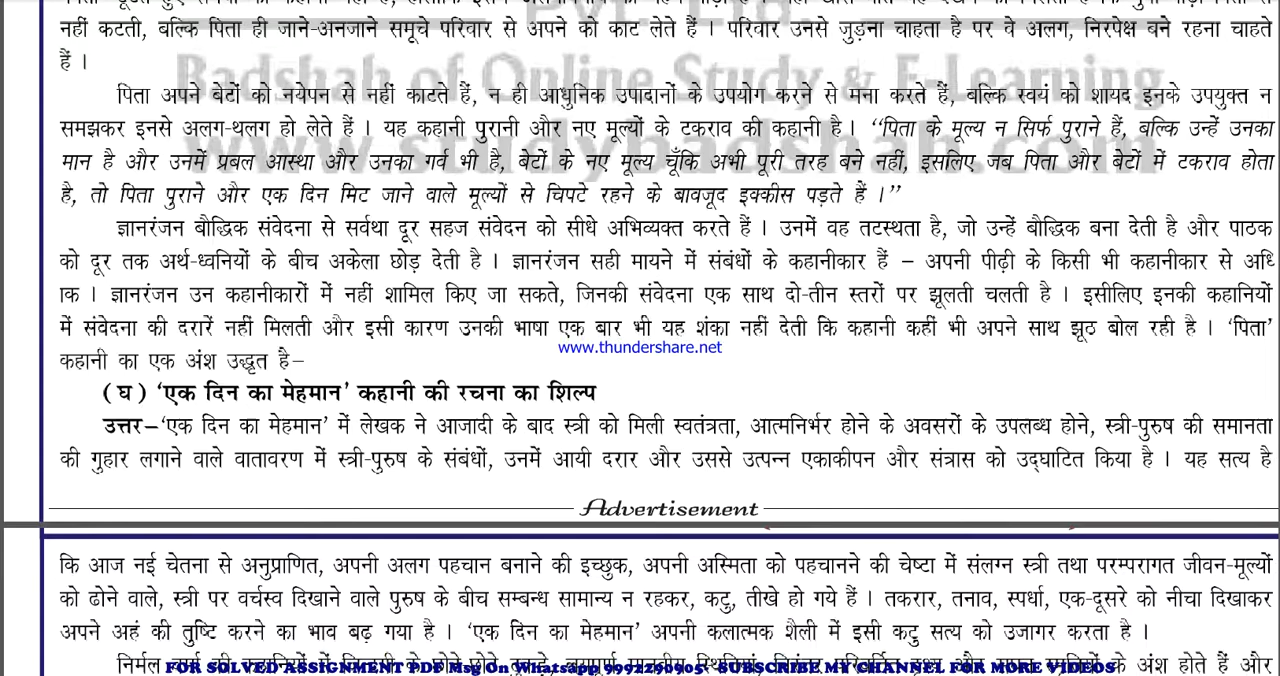 नहीं कटती, बल्कि पिता ही जाने-अनजाने समूचे परिवार से अपने को काट लेते हैं । परिवार उनसे जुड़ना चाहता है पर वे अलग, निरपेक्ष बने रहना चाहते
हैं ।
Badshah of Online Study & E-Learning
पिता अपने बेटों को नयेपन से नहीं काटते हैं, न ही आधुनिक उपादानों के उपयोग करने से मना करते हैं, बल्कि स्वयं को शायद इनके उपयुक्त न
समझकर इनसे अलग-थलग हो लेते हैं । यह कहानी पुरानी और नए मूल्यों के टकराव की कहानी है । “पिता के मूल्य न सिर्फ पुराने हैं, बल्कि उन्हें उनका
www.studybadshah.com
मान है और उनमें प्रबल आस्था और उनका गर्व भी है, बेटों के नए मूल्य चूँकि अभी पूरी तरह बने नहीं, इसलिए जब पिता और बेटों में टकराव होता
है, तो पिता पुराने और एक दिन मिट जाने वाले मूल्यों से चिपटे रहने के बावजूद इक्कीस पड़ते हैं ।”
ज्ञानरंजन बौद्धिक संवेदना से सर्वथा दूर सहज संवेदन को सीधे अभिव्यक्त करते हैं । उनमें वह तटस्थता है, जो उन्हें बौद्धिक बना देती है और पाठक
को दूर तक अर्थ-ध्वनियों के बीच अकेला छोड़ देती है । ज्ञानरंजन सही मायने में संबंधों के कहानीकार हैं – अपनी पीढ़ी के किसी भी कहानीकार से अधि
ाक । ज्ञानरंजन उन कहानीकारों में नहीं शामिल किए जा सकते, जिनकी संवेदना एक साथ दो-तीन स्तरों पर झूलती चलती है । इसीलिए इनकी कहानियों
में संवेदना की दरारें नहीं मिलती और इसी कारण उनकी भाषा एक बार भी यह शंका नहीं देती कि कहानी कहीं भी अपने साथ झूठ बोल रही है । ‘पिता’
www.thundershare.net
कहानी का एक अंश उद्धृत है–
(घ) ‘एक दिन का मेहमान’ कहानी की रचना का शिल्प
उत्तर–‘एक दिन का मेहमान’ में लेखक ने आजादी के बाद स्त्री को मिली स्वतंत्रता, आत्मनिर्भर होने के अवसरों के उपलब्ध होने, स्त्री-पुरुष की समानता
की गुहार लगाने वाले वातावरण में स्त्री-पुरुष के संबंधों, उनमें आयी दरार और उससे उत्पन्न एकाकीपन और संत्रास को उद्घाटित किया है । यह सत्य है
Advertisement
कि आज नई चेतना से अनुप्राणित, अपनी अलग पहचान बनाने की इच्छुक, अपनी अस्मिता को पहचानने की चेष्टा में संलग्न स्त्री तथा परम्परागत जीवन-मूल्यों
को ढोने वाले, स्त्री पर वर्चस्व दिखाने वाले पुरुष के बीच सम्बन्ध सामान्य न रहकर, कटु, तीखे हो गये हैं । तकरार, तनाव, स्पर्धा, एक-दूसरे को नीचा दिखाकर
अपने अहं की तुष्टि करने का भाव बढ़ गया है । ‘एक दिन का मेहमान’ अपनी कलात्मक शैली में इसी कटु सत्य को उजागर करता है ।
के अंश होते हैं और
FOR SOLVED ASSIGNMENT PDF Msg On Whatsapp 9992290905 SUBSCRIBE MY CHANNEL FOR MORE VIDEOS